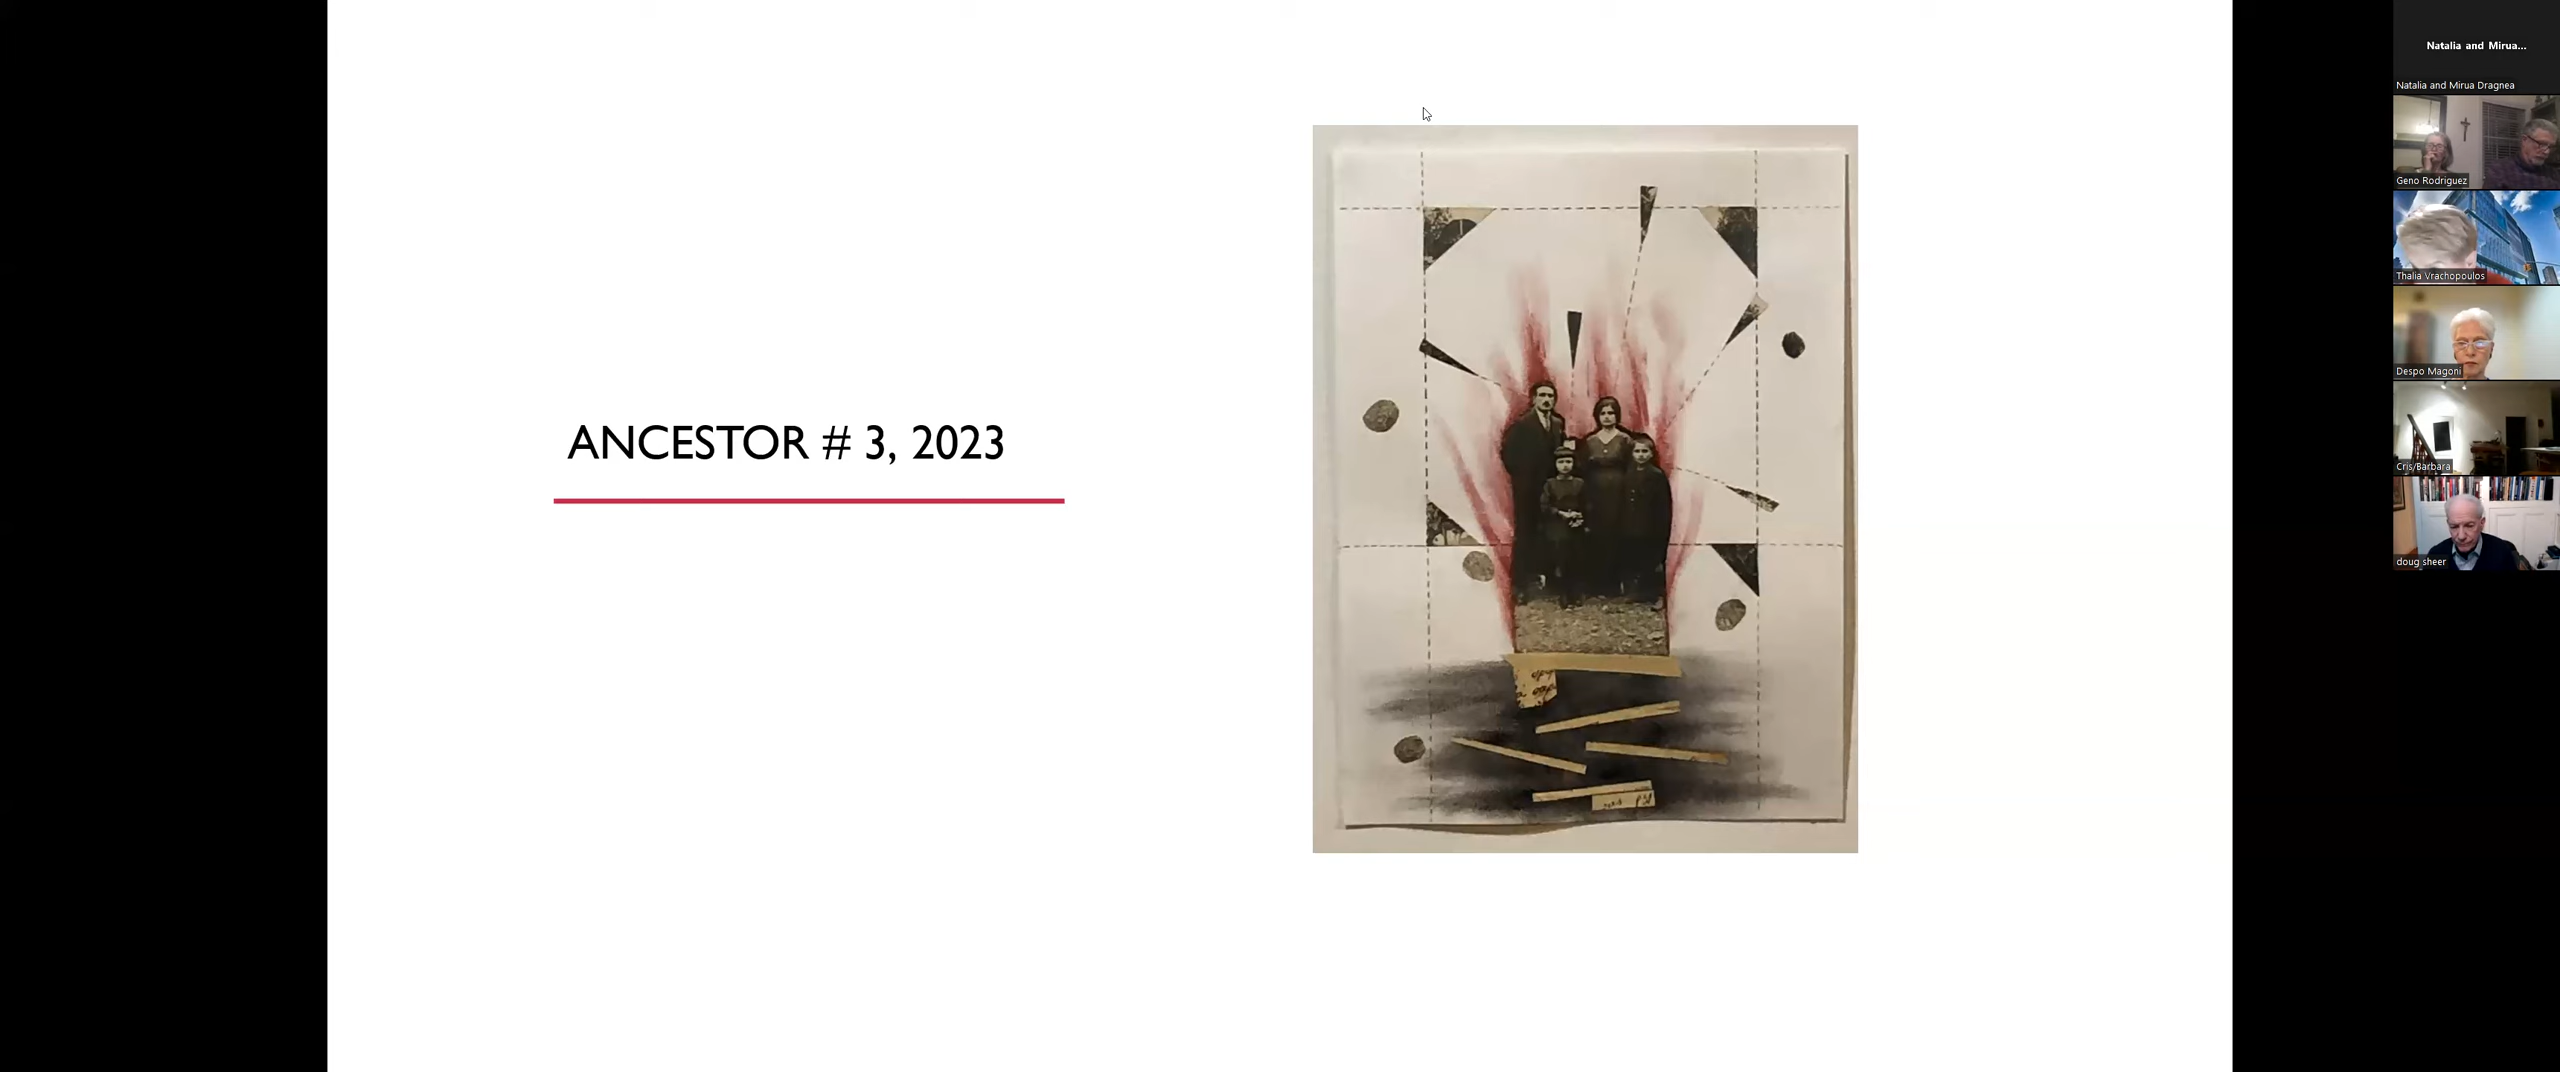 ANCESTOR # 3, 2023
Natalia and Mirua...
Natalia and Mirua Dragnea
Geno Rodriguez
Thalia Vrachopoulos
Despo Magoni
Cris/Barbara
doug sheer